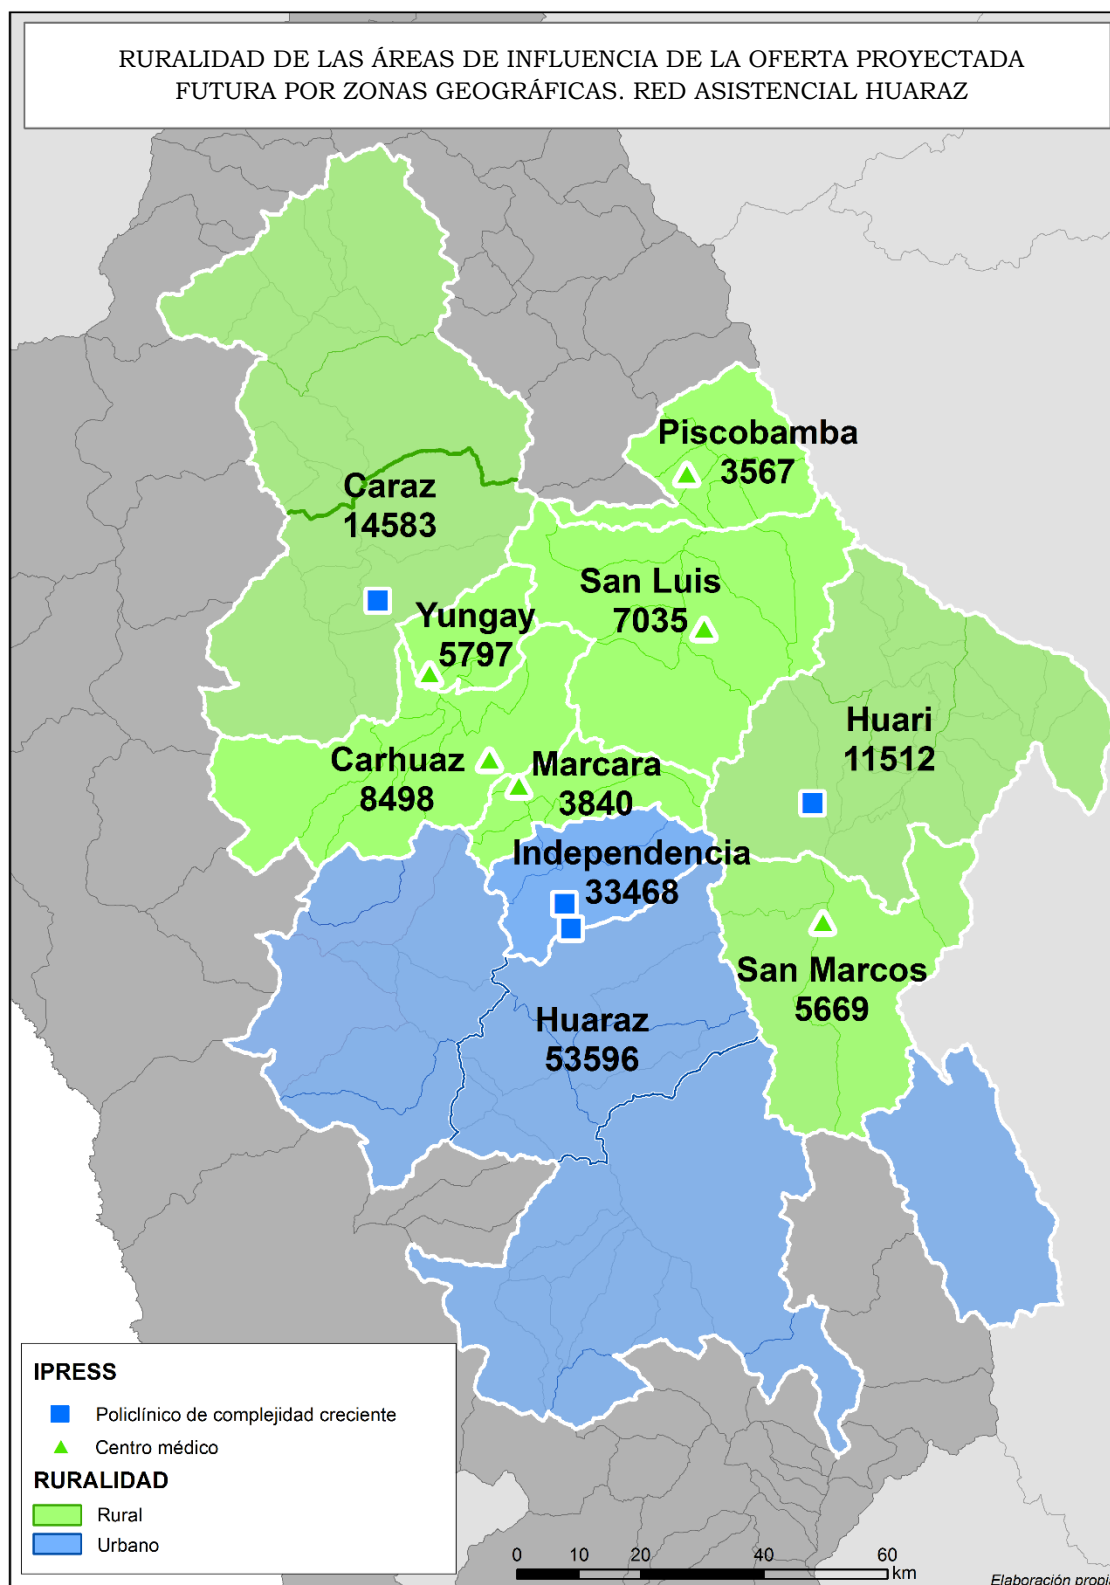 RURALIDAD DE LAS ÁREAS DE INFLUENCIA DE LA OFERTA PROYECTADA
FUTURA POR ZONAS GEOGRÁFICAS. RED ASISTENCIAL HUARAZ
Piscobamba
3567
Caraz
14583
San Luis
7035
Yungay
5797
Huari
11512
Carhuaz
8498
Marcara
3840
Independencia
33468
San Marcos
5669
Huaraz
53596
IPRESS
Policlínico de complejidad creciente
Centro médico
RURALIDAD
Rural
Urbano
0 10 20 40 60
km
Elaboración propi